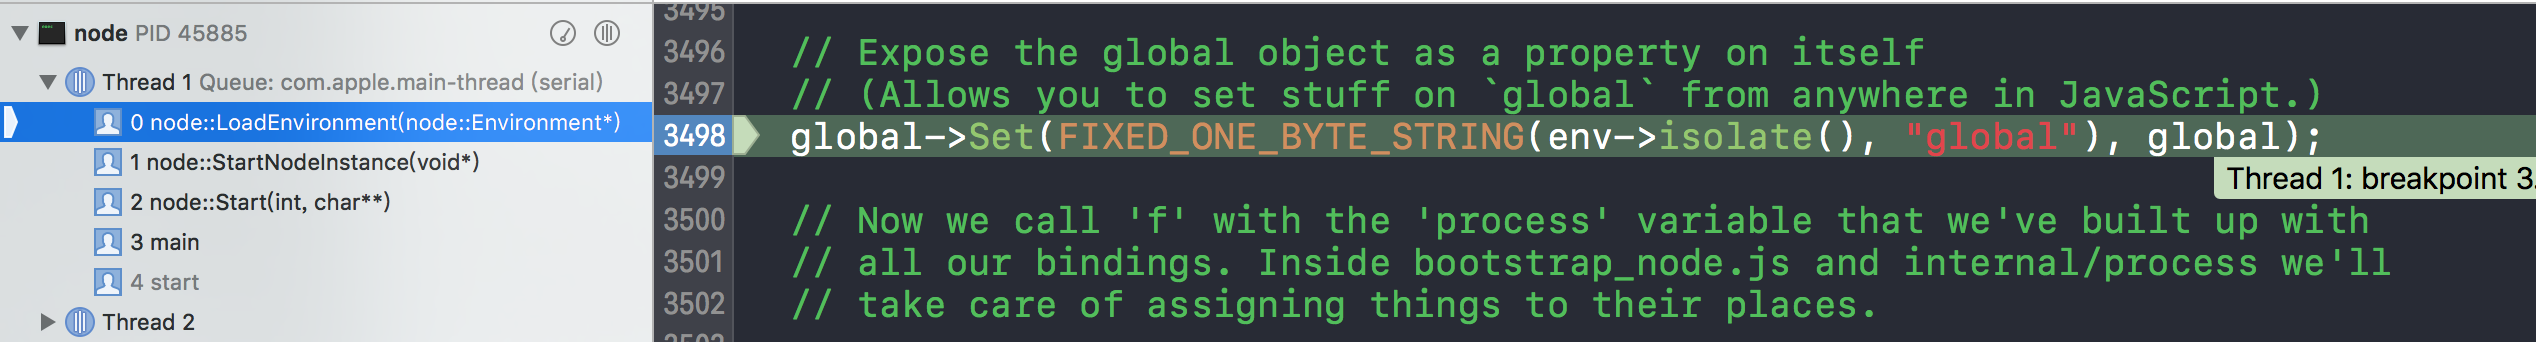 node PID 45885
Thread 1 Queue: com.apple.main-thread (serial)
0 node::LoadEnvironment(node::Environment*)
1 node::StartNodeInstance(void*)
2 node::Start(int, char**)
3 main
4 start
Thread 2
3495
3496 // Expose the global object as a property on itself
3497 // (Allows you to set stuff on `global` from anywhere in JavaScript.)
3498 global->Set(FIXED_ONE_BYTE_STRING(env->isolate(), "global"), global);
Thread 1: breakpoint 3.
3499
3500 // Now we call 'f' with the 'process' variable that we've built up with
3501 // all our bindings. Inside bootstrap_node.js and internal/process we'll
3502 // take care of assigning things to their places.
3503